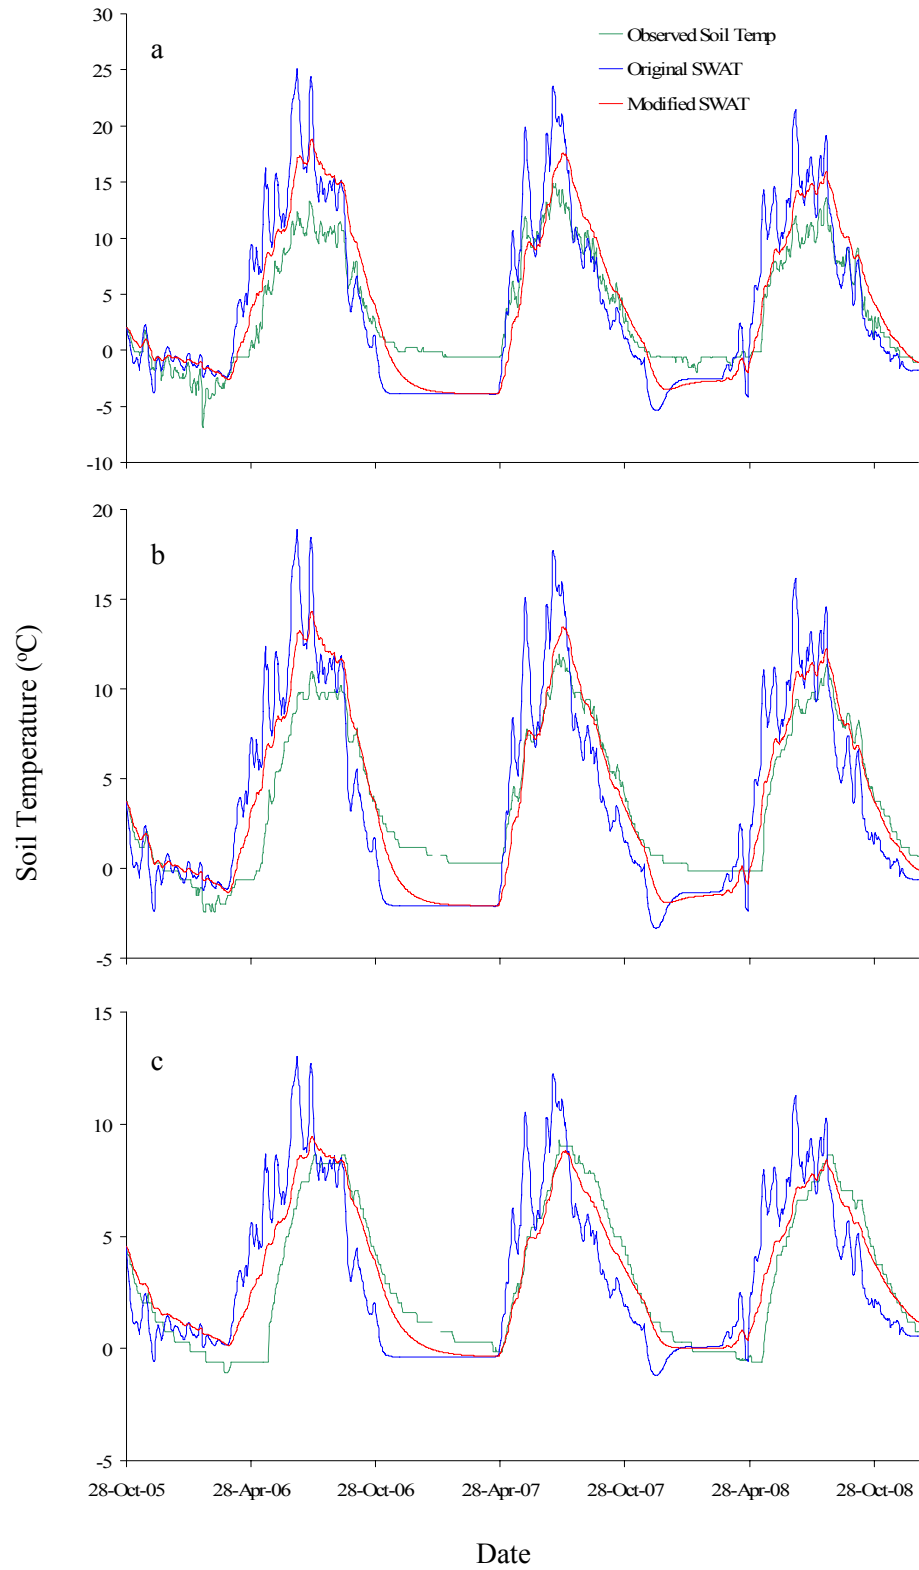 30
25
20
15
10
5
0
-5
-10
a
Observed Soil Temp
Original SWAT
Modified SWAT
20
15
10
5
0
-5
b
Soil Temperature (ºC)
15
10
5
0
-5
c
28-Oct-05 28-Apr-06 28-Oct-06 28-Apr-07 28-Oct-07 28-Apr-08 28-Oct-08
Date